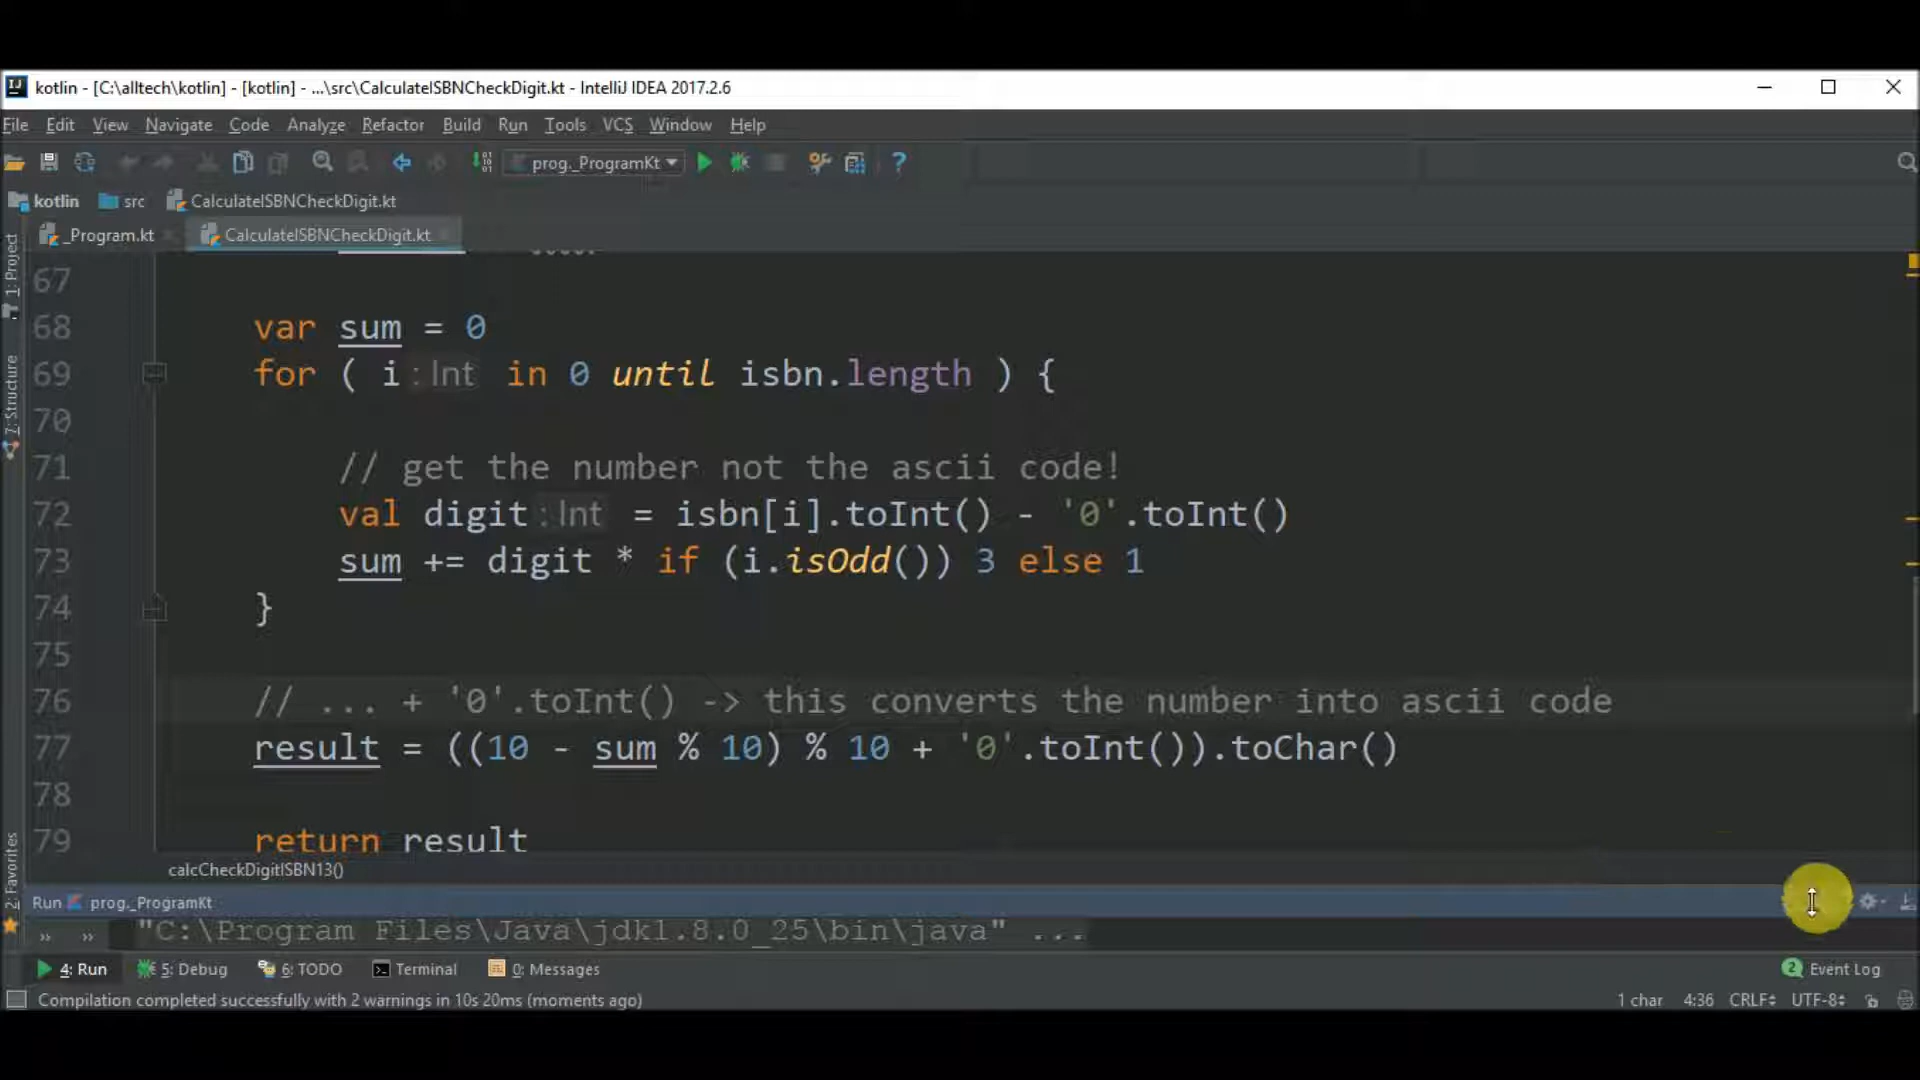 kotlin - [C:\alltech\kotlin] - [kotlin] - ...\src\CalculateISBNCheckDigit.kt - IntelliJ IDEA 2017.2.6
File Edit View Navigate Code Analyze Refactor Build Run Tools VCS Window Help
prog._ProgramKt
kotlin src CalculateISBNCheckDigit.kt
_Program.kt CalculateISBNCheckDigit.kt
1: Project
7: Structure
2: Favorites
67
68 var sum = 0
69 for ( i : Int in 0 until isbn.length ) {
70
71 // get the number not the ascii code!
72 val digit : Int = isbn[i].toInt() - '0'.toInt()
73 sum += digit * if (i.isOdd()) 3 else 1
74 }
75
76 // ... + '0'.toInt() -> this converts the number into ascii code
77 result = ((10 - sum % 10) % 10 + '0'.toInt()).toChar()
78
79 return result
calcCheckDigitISBN13()
Run prog._ProgramKt
"C:\Program Files\Java\jdk1.8.0_25\bin\java" ...
4: Run 5: Debug 6: TODO Terminal 0: Messages 2 Event Log
Compilation completed successfully with 2 warnings in 10s 20ms (moments ago) 1 char 4:36 CRLF UTF-8